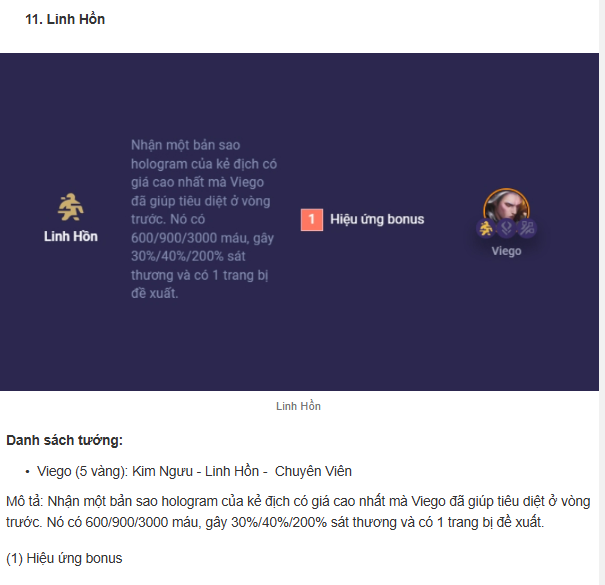 11. Linh Hồn
Nhận một bản sao
hologram của kẻ địch có
giá cao nhất mà Viego
đã giúp tiêu diệt ở vòng
trước. Nó có
600/900/3000 máu, gây
30%/40%/200% sát
thương và có 1 trang bị
đề xuất.
Linh Hồn
1 Hiệu ứng bonus
Viego
Linh Hồn
Danh sách tướng:
• Viego (5 vàng): Kim Ngưu - Linh Hồn - Chuyên Viên
Mô tả: Nhận một bản sao hologram của kẻ địch có giá cao nhất mà Viego đã giúp tiêu diệt ở vòng
trước. Nó có 600/900/3000 máu, gây 30%/40%/200% sát thương và có 1 trang bị đề xuất.
(1) Hiệu ứng bonus